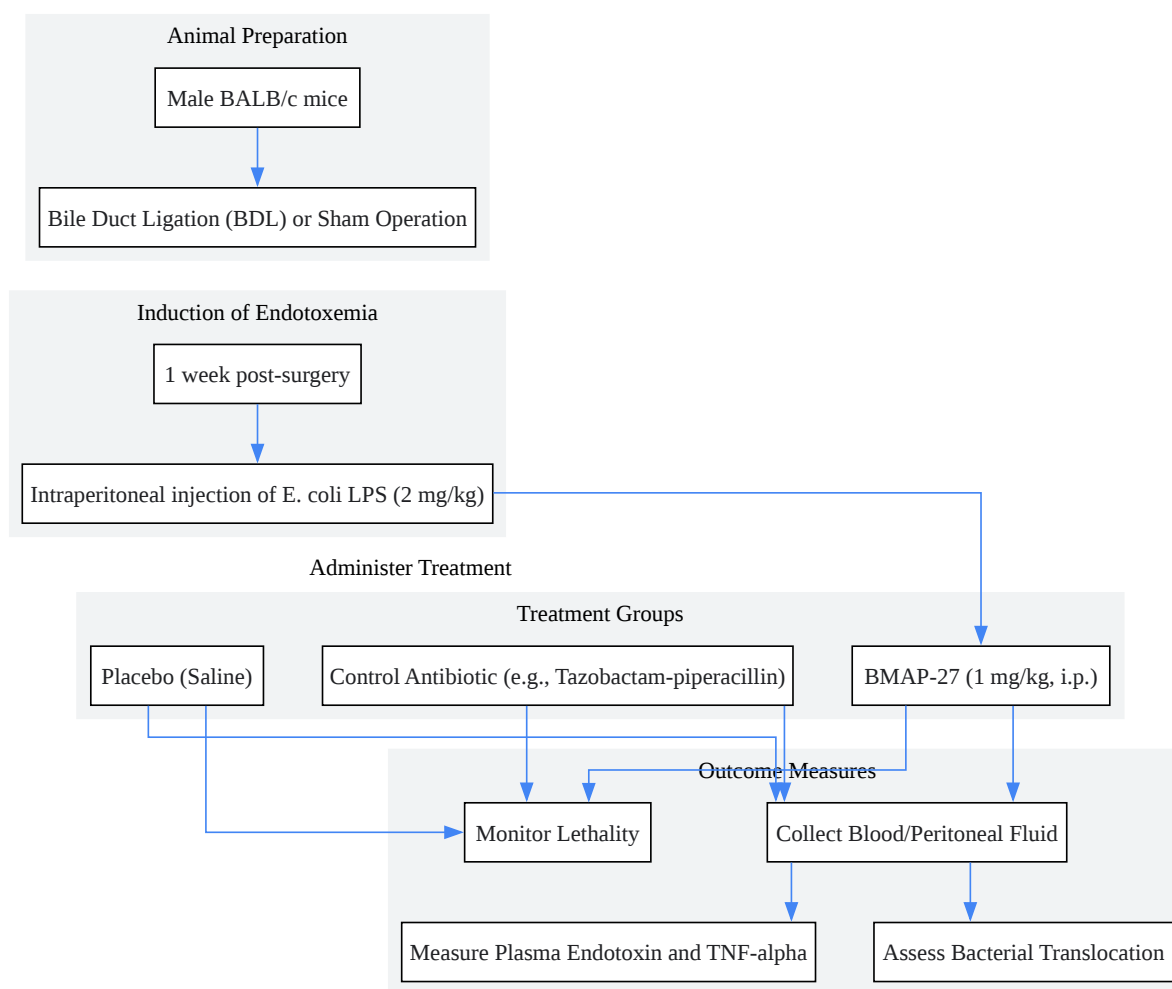 Animal Preparation
Male BALB/c mice
Bile Duct Ligation (BDL) or Sham Operation
Induction of Endotoxemia
1 week post-surgery
Intraperitoneal injection of E. coli LPS (2 mg/kg)
Administer Treatment
Treatment Groups
Placebo (Saline)
Control Antibiotic (e.g., Tazobactam-piperacillin)
BMAP-27 (1 mg/kg, i.p.)
Outcome Measures
Monitor Lethality
Collect Blood/Peritoneal Fluid
Measure Plasma Endotoxin and TNF-alpha
Assess Bacterial Translocation